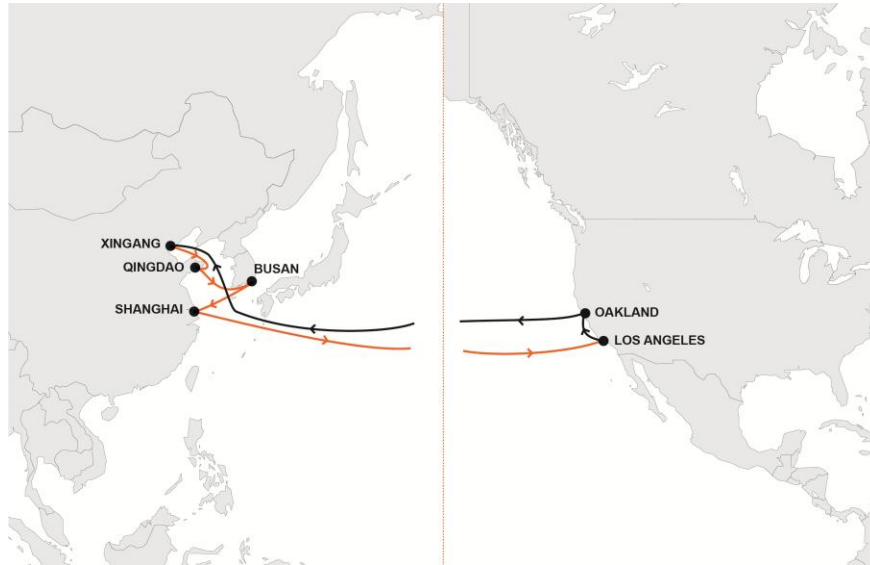 XINGANG
QINGDAO
BUSAN
SHANGHAI
OAKLAND
LOS ANGELES